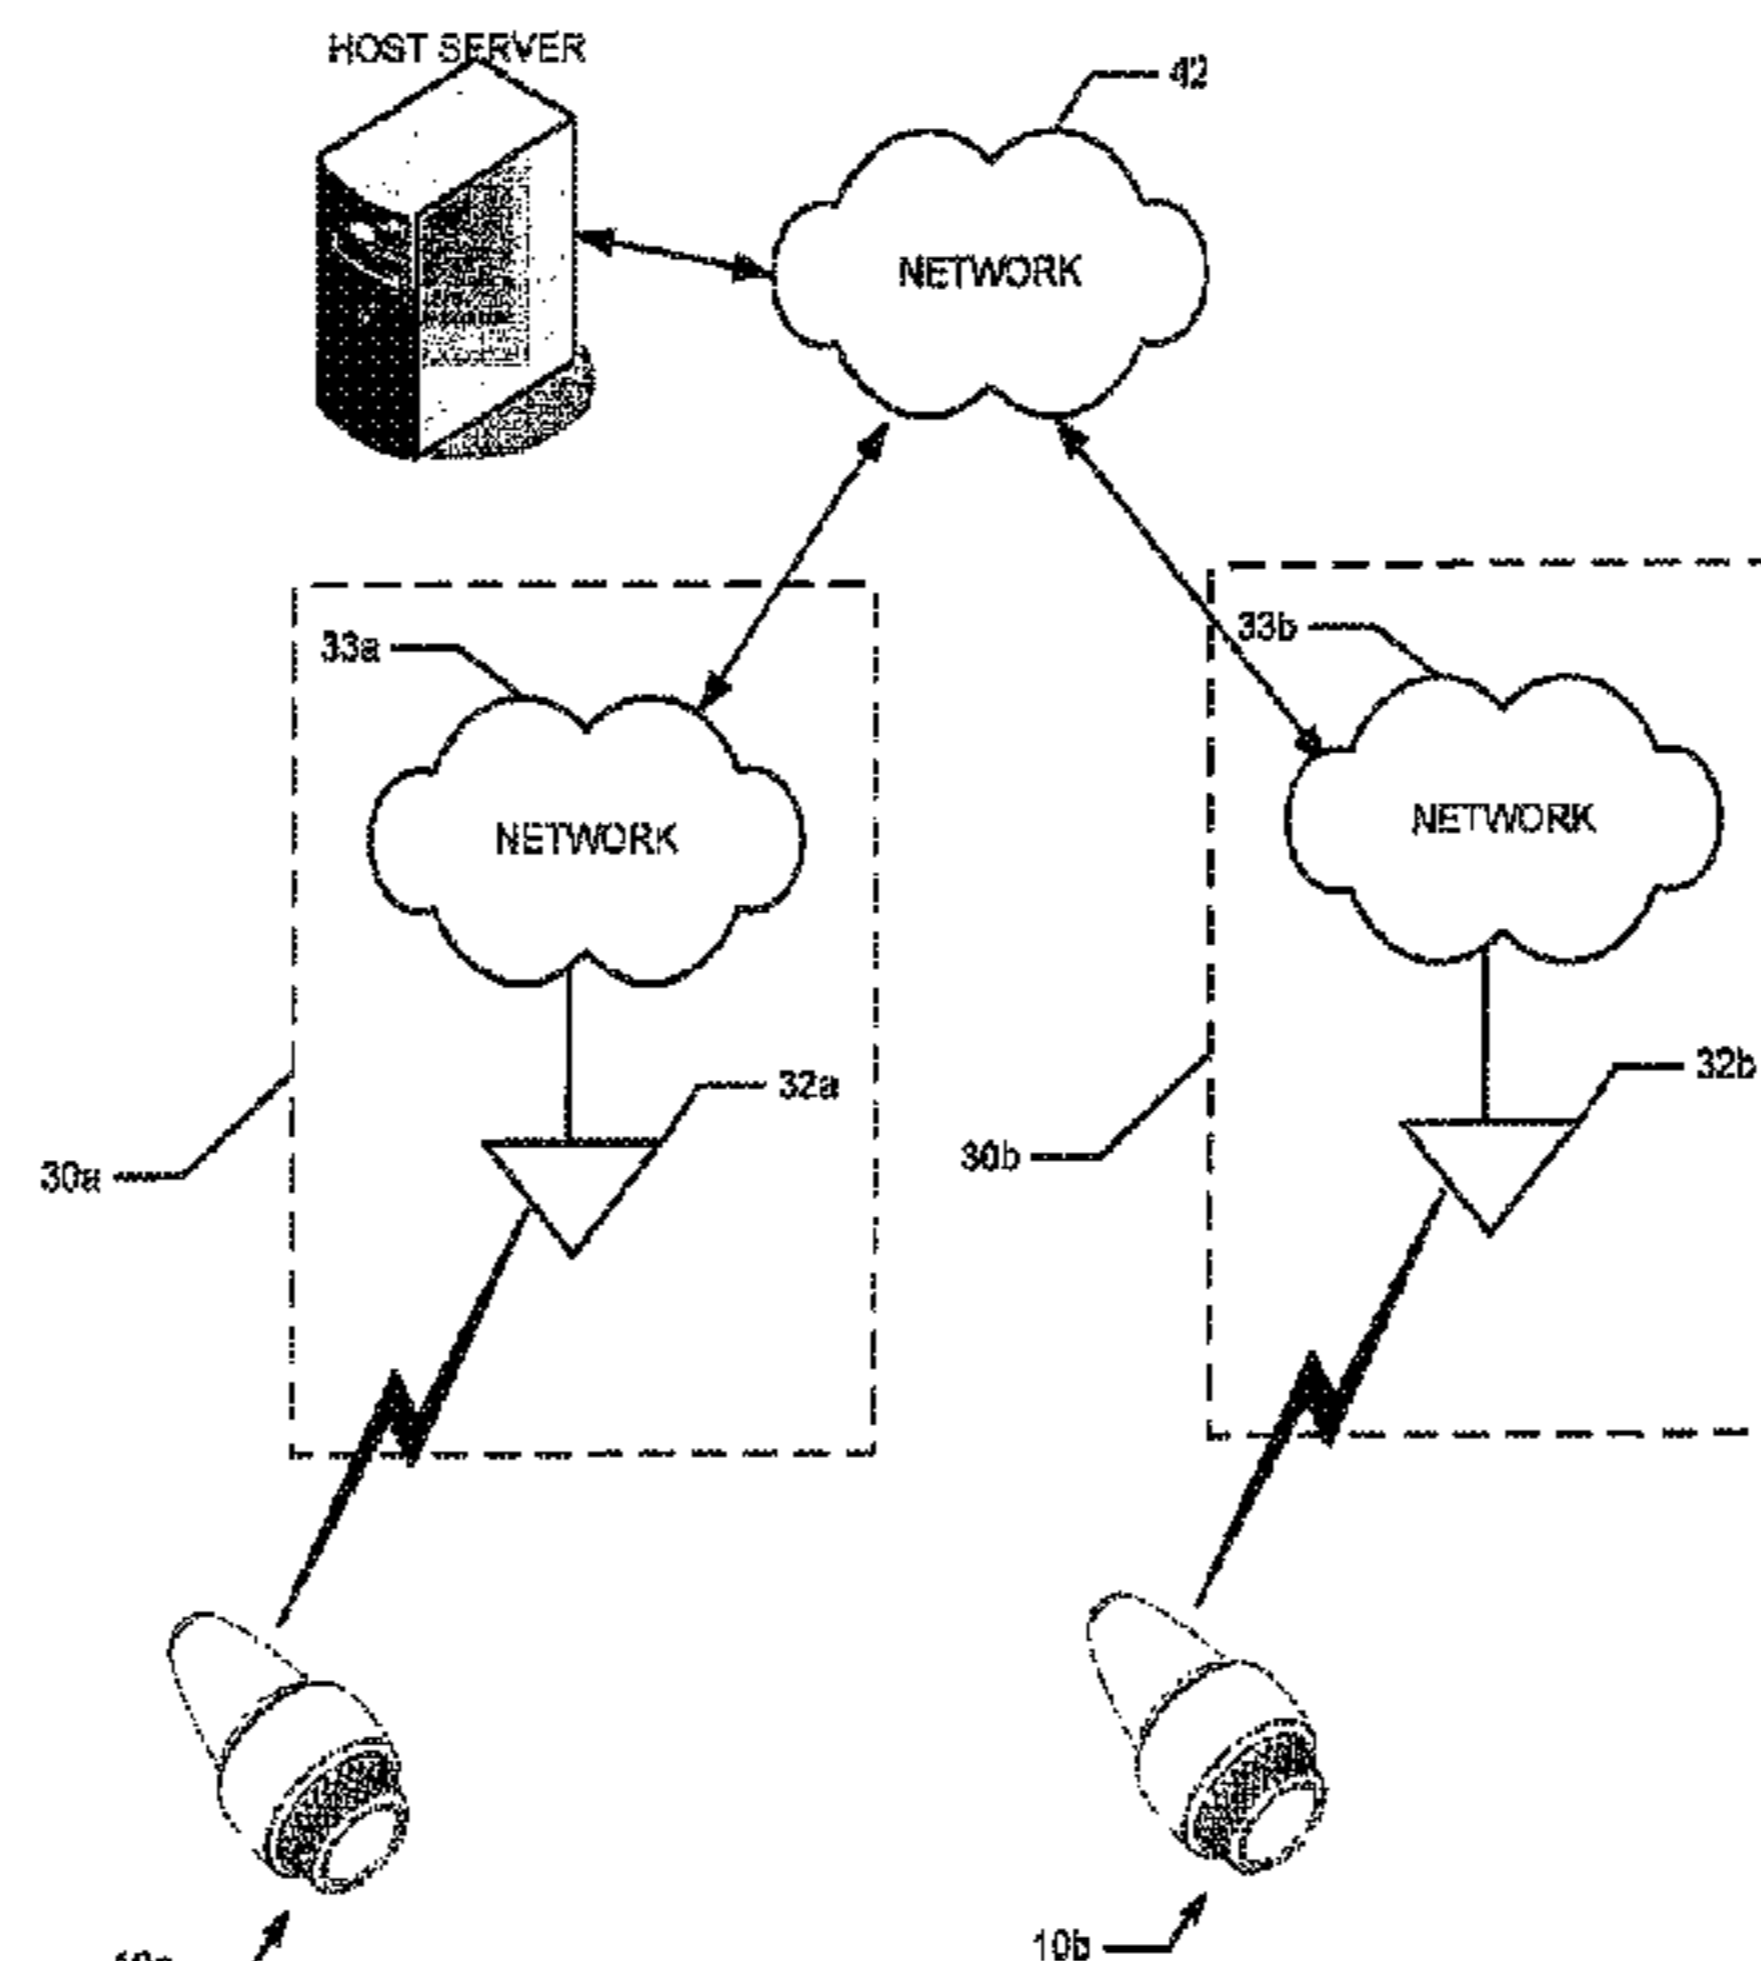 HOST SERVER
42
NETWORK
33a
33b
NETWORK
NETWORK
32a
32b
30a
30b
10b